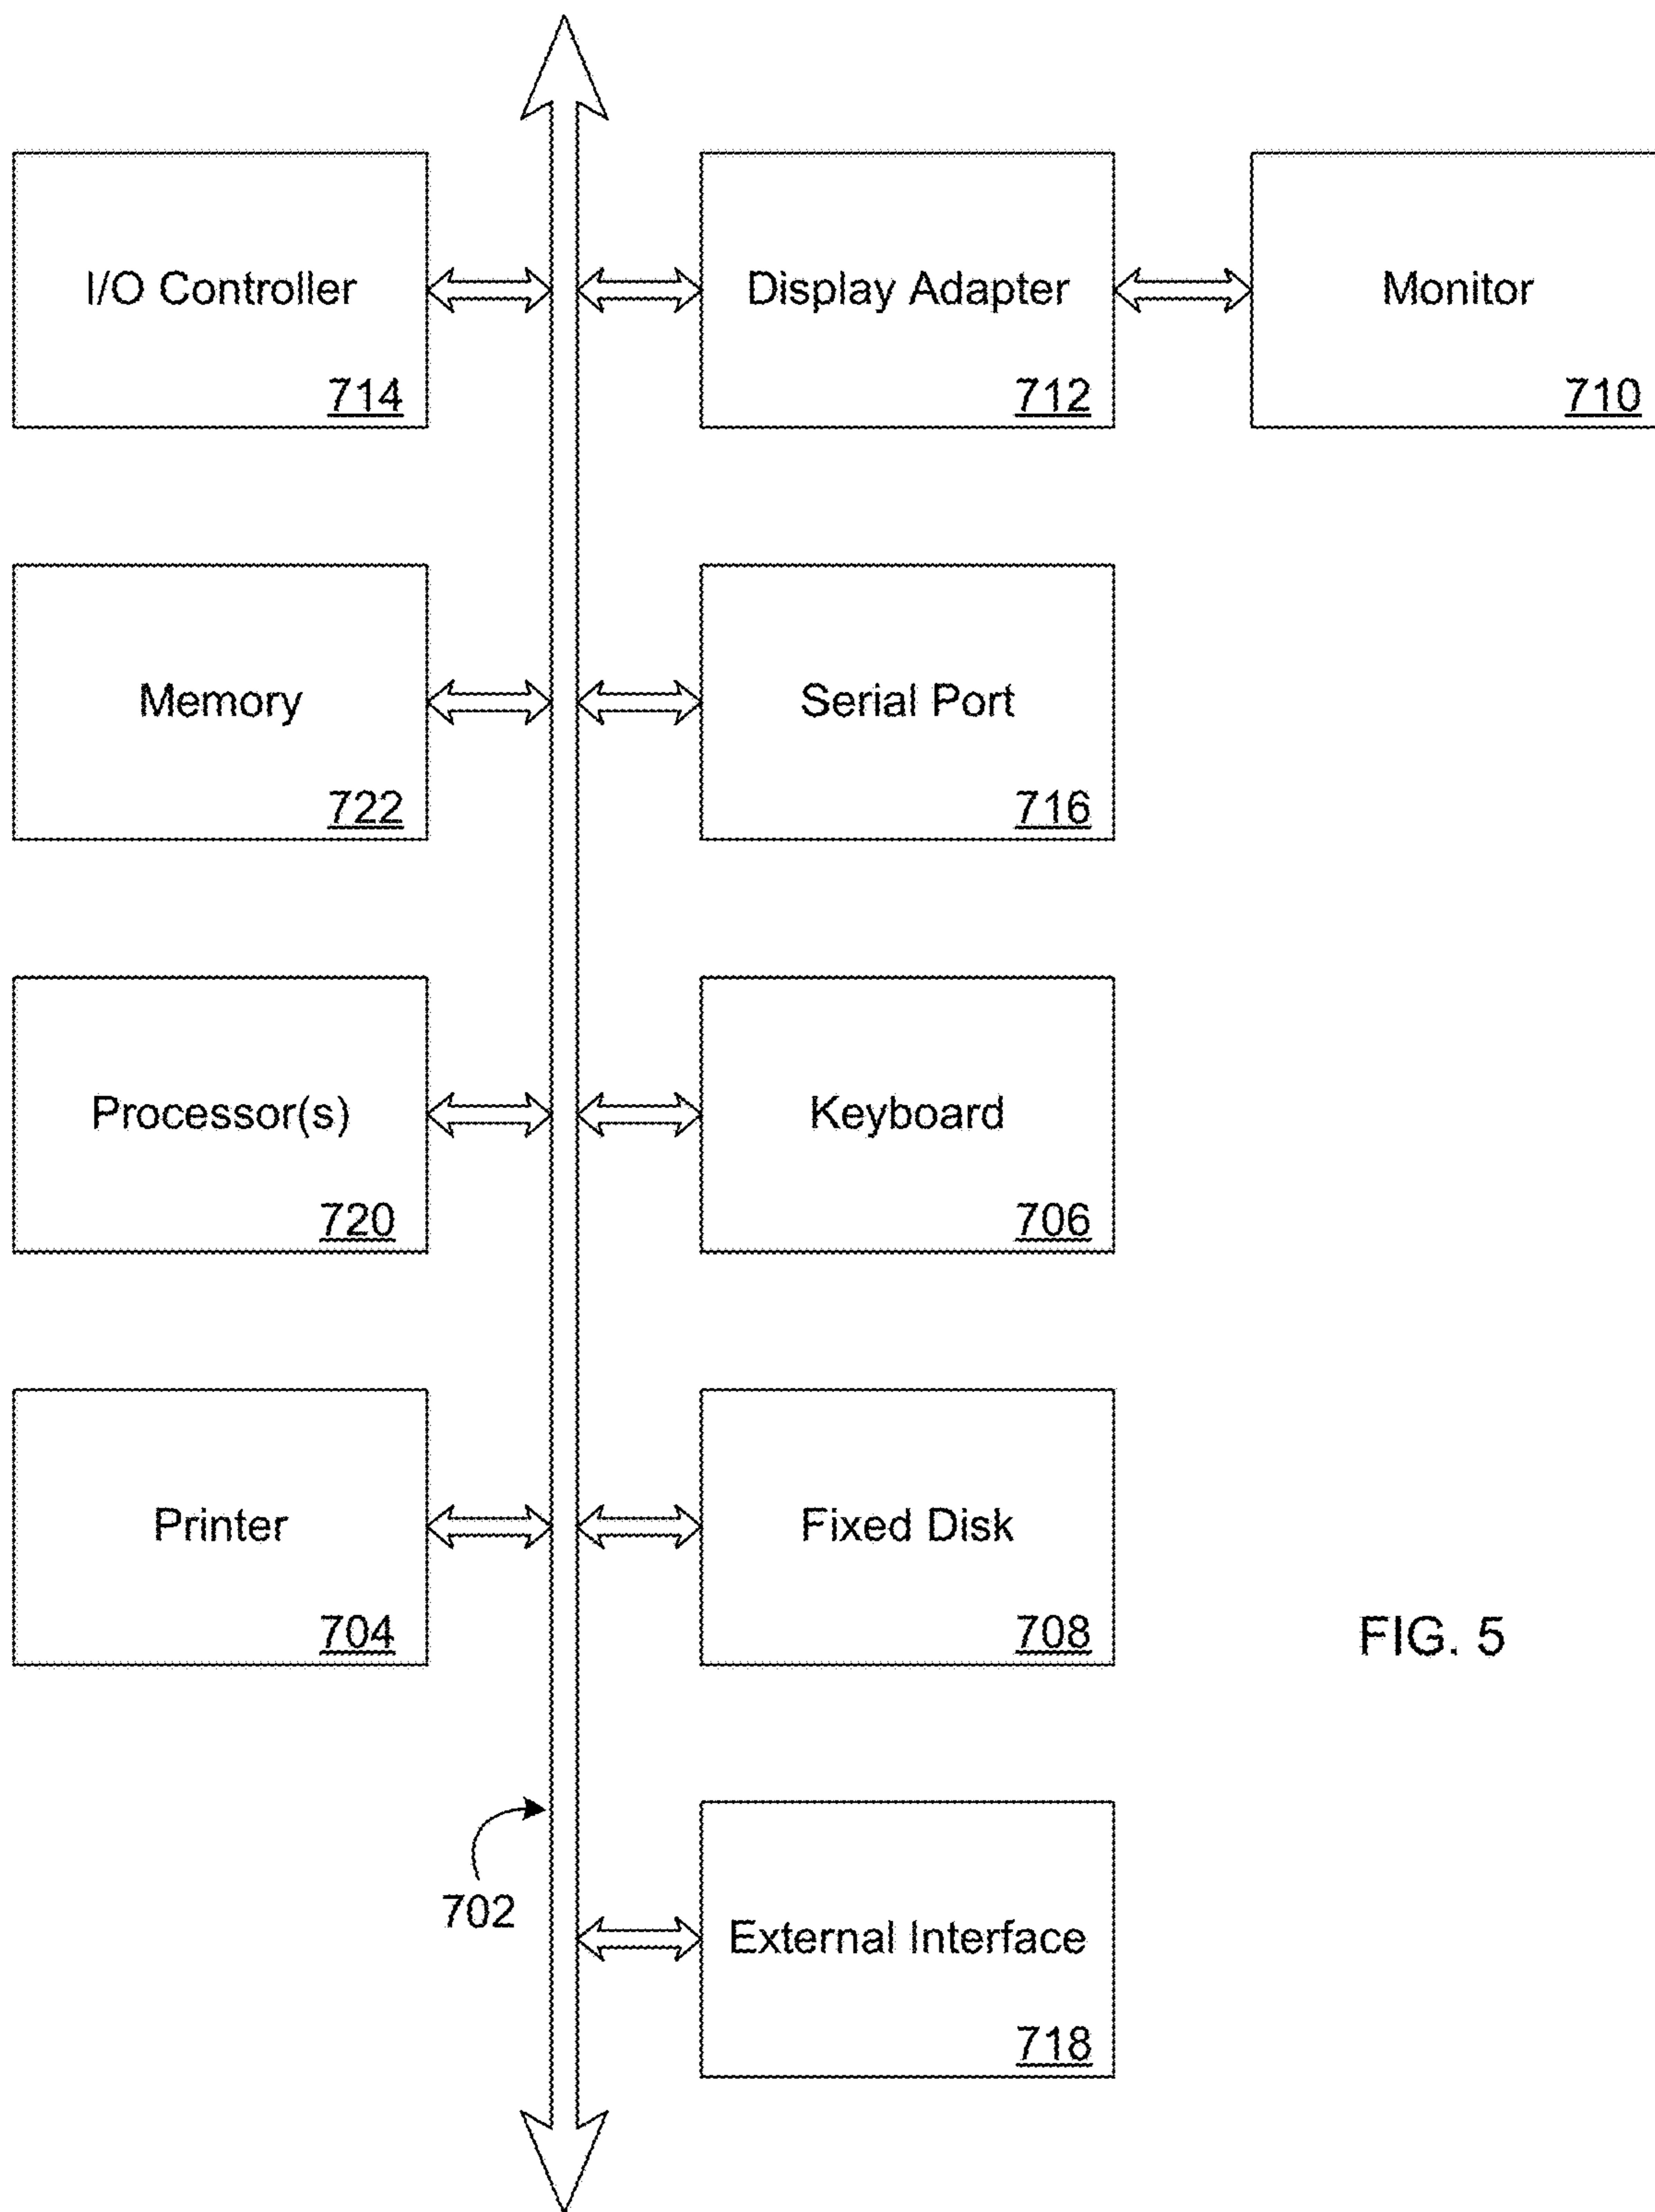 I/O Controller
714
Display Adapter
712
Monitor
710
Memory
722
Serial Port
716
Processor(s)
720
Keyboard
706
Printer
704
Fixed Disk
708
FIG. 5
702
External Interface
718